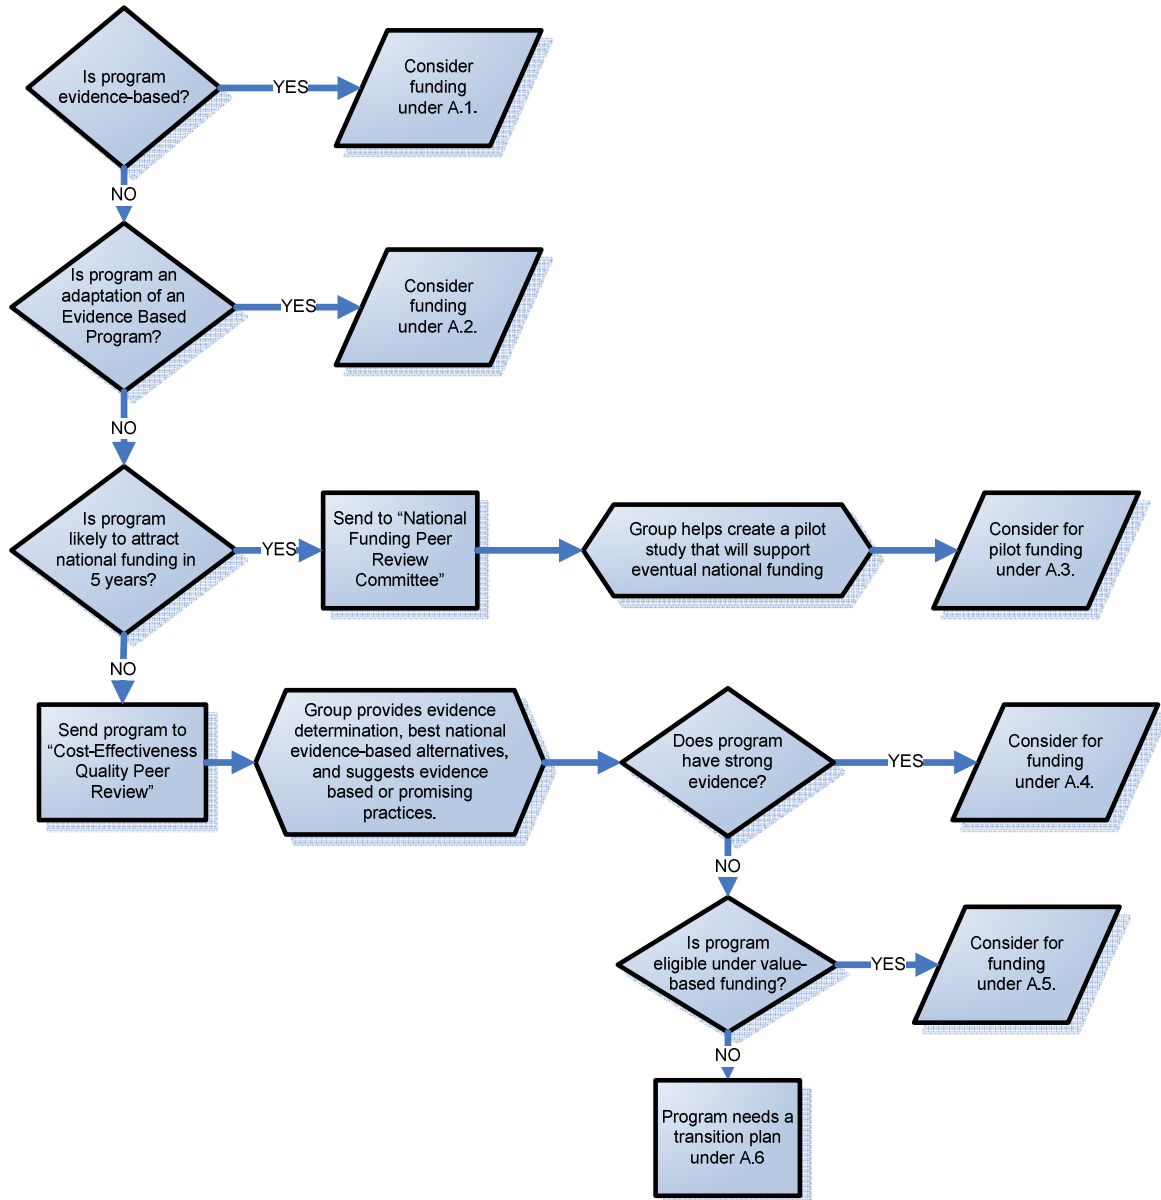 Is program
evidence-based?
YES
Consider
funding
under A.1.
NO
Is program an
adaptation of an
Evidence Based
Program?
YES
Consider
funding
under A.2.
NO
Is program
likely to attract
national funding in
5 years?
YES
Send to “National
Funding Peer
Review
Committee”
Group helps create a pilot
study that will support
eventual national funding
Consider for
pilot funding
under A.3.
NO
Send program to
“Cost-Effectiveness
Quality Peer
Review”
Group provides evidence
determination, best national
evidence-based alternatives,
and suggests evidence
based or promising
practices.
Does program
have strong
evidence?
YES
Consider for
funding
under A.4.
NO
Is program
eligible under value-
based funding?
YES
Consider for
funding
under A.5.
NO
Program needs a
transition plan
under A.6